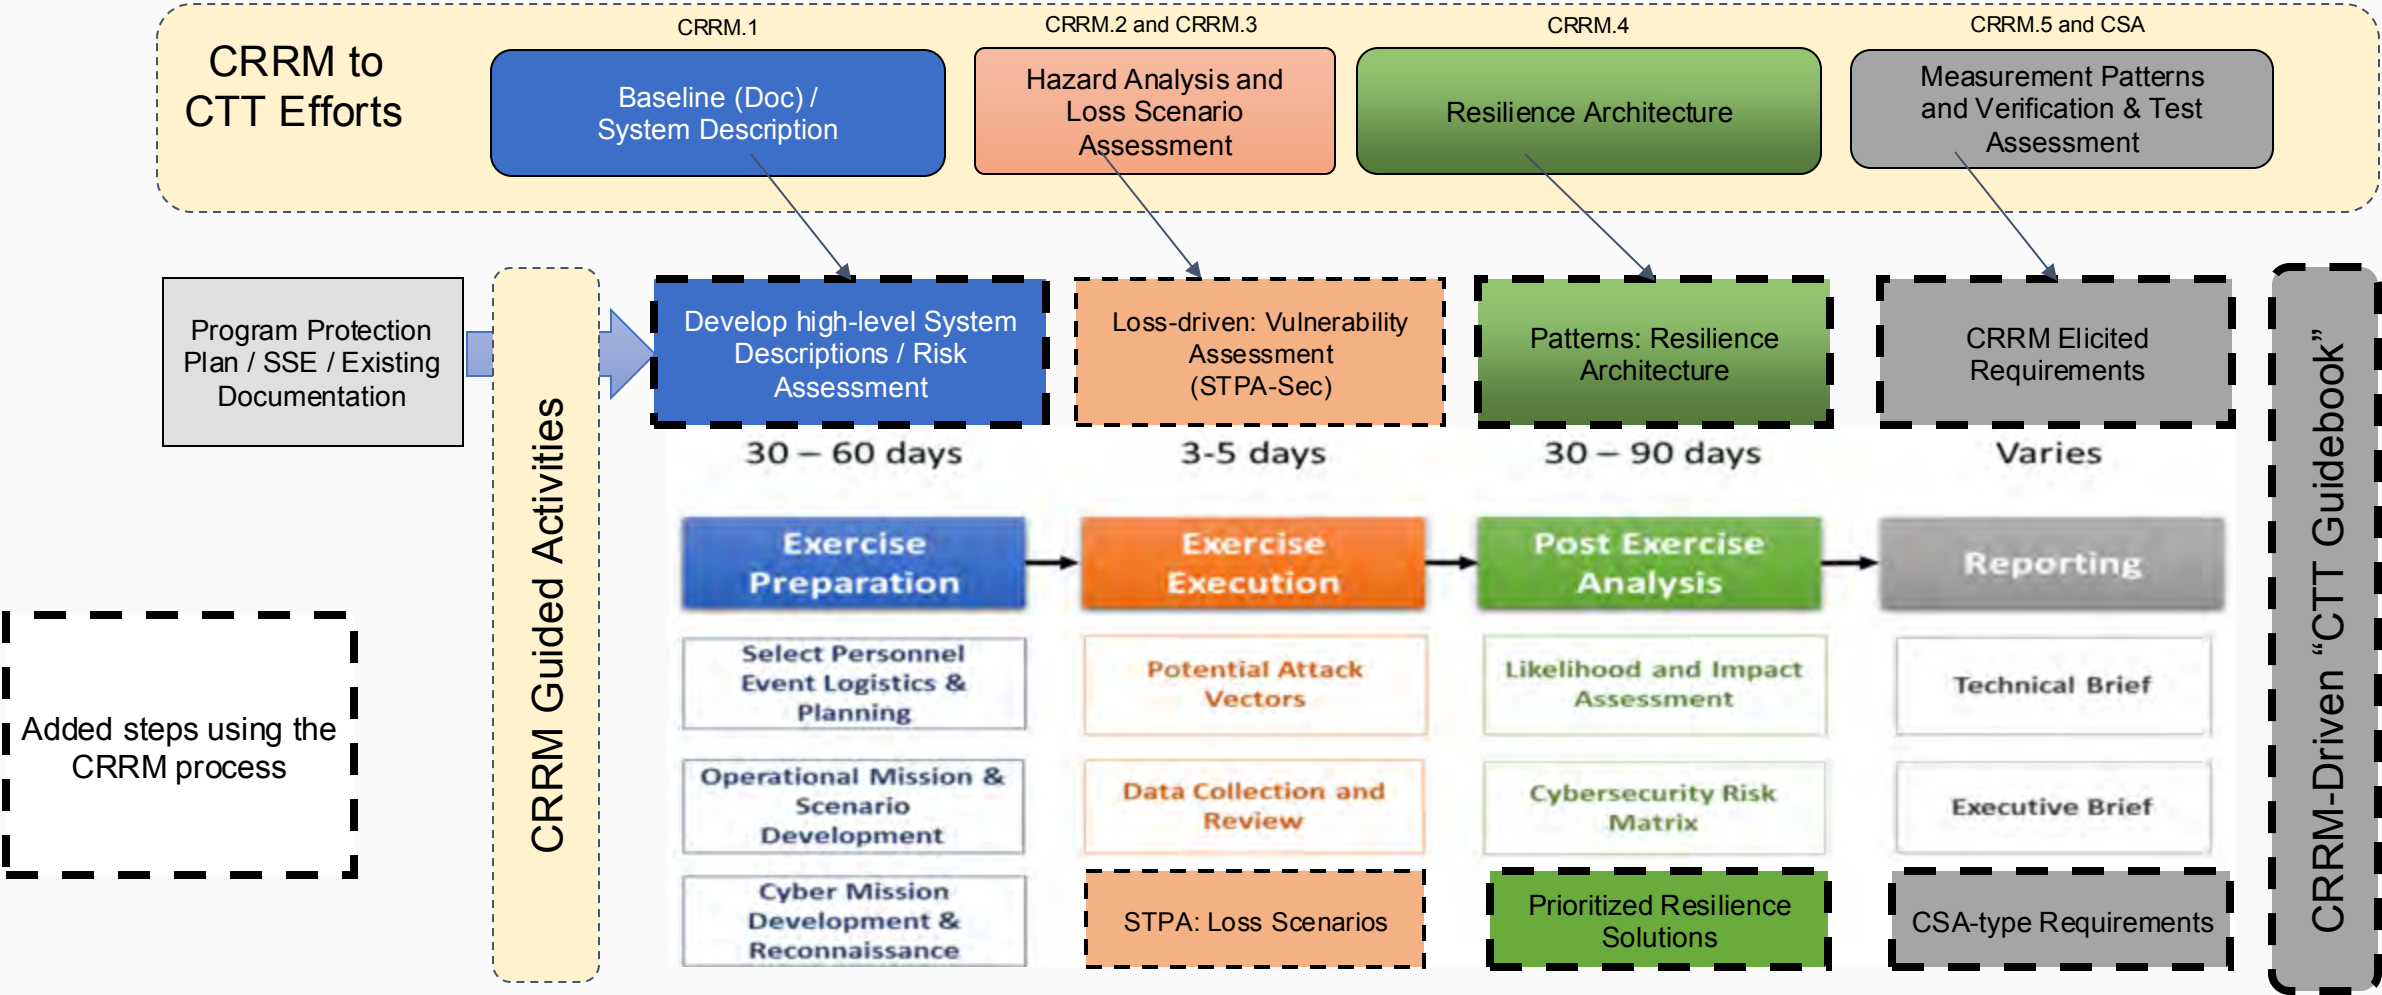 CRRM to
CTT Efforts
CRRM.1
Baseline (Doc) /
System Description
CRRM.2 and CRRM.3
Hazard Analysis and
Loss Scenario
Assessment
CRRM.4
Resilience Architecture
CRRM.5 and CSA
Measurement Patterns
and Verification & Test
Assessment
Program Protection
Plan / SSE / Existing
Documentation
CRRM Guided Activities
Develop high-level System
Descriptions / Risk
Assessment
Loss-driven: Vulnerability
Assessment
(STPA-Sec)
Patterns: Resilience
Architecture
CRRM Elicited
Requirements
30 – 60 days
3-5 days
30 – 90 days
Varies
Exercise
Preparation
Exercise
Execution
Post Exercise
Analysis
Reporting
Select Personnel
Event Logistics &
Planning
Potential Attack
Vectors
Likelihood and Impact
Assessment
Technical Brief
Operational Mission &
Scenario
Development
Data Collection and
Review
Cybersecurity Risk
Matrix
Executive Brief
Cyber Mission
Development &
Reconnaissance
STPA: Loss Scenarios
Prioritized Resilience
Solutions
CSA-type Requirements
Added steps using the
CRRM process
CRRM-Driven “CTT Guidebook”